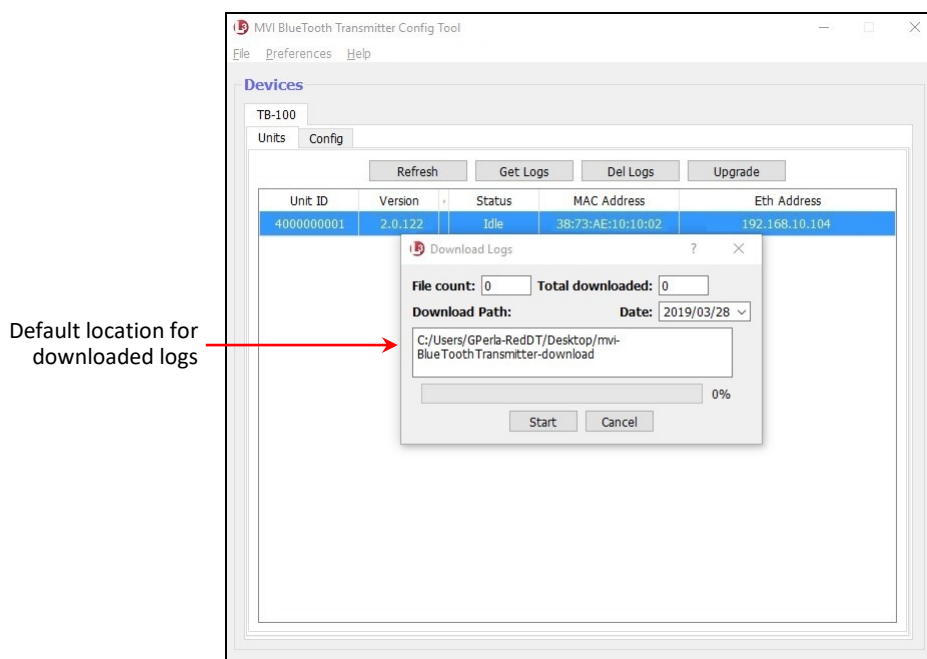 MVI BlueTooth Transmitter Config Tool
File Preferences Help
Devices
TB-100
Units Config
Refresh Get Logs Del Logs Upgrade
Unit ID Version Status MAC Address Eth Address
4000000001 2.0.122 Idle 38:73:AE:10:10:02 192.168.10.104
Download Logs ?
File count: 0 Total downloaded: 0
Download Path: Date: 2019/03/28
C:/Users/GPerla-RedDT/Desktop/mvi-
BlueToothTransmitter-download
0%
Start Cancel
Default location for
downloaded logs